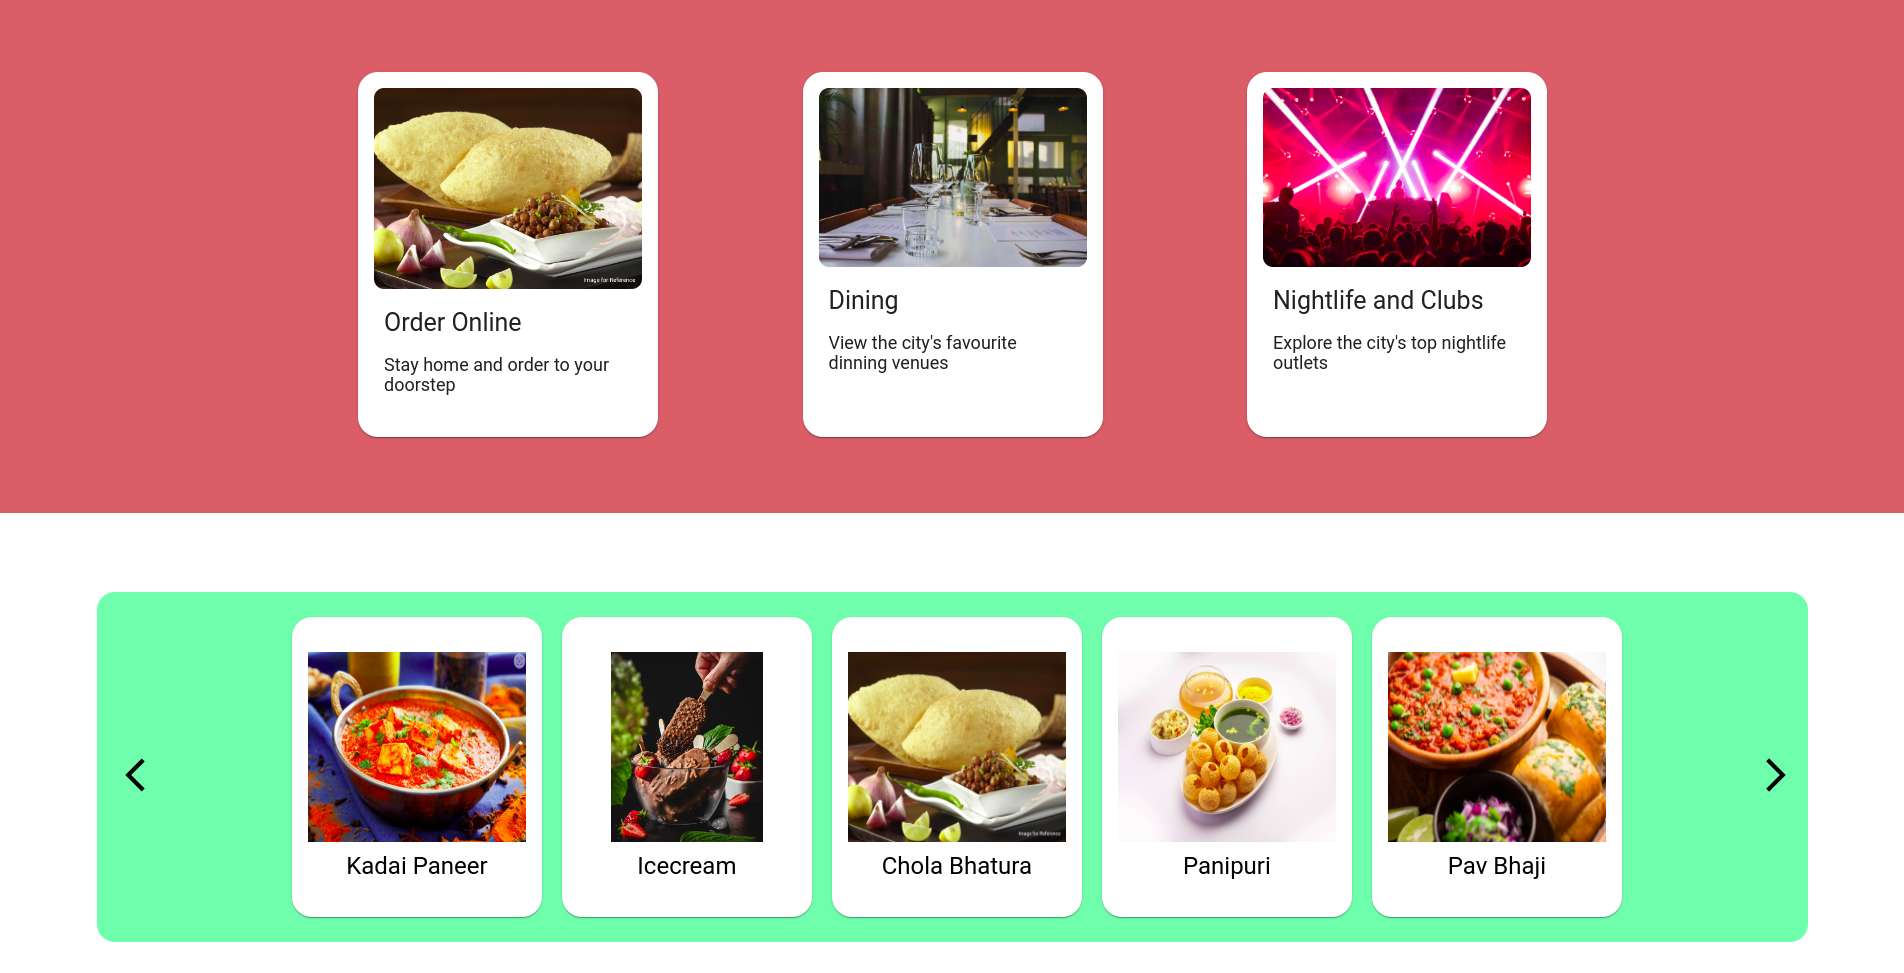 Image for Reference
Order Online
Stay home and order to your
doorstep
Dining
View the city's favourite
dinning venues
Nightlife and Clubs
Explore the city's top nightlife
outlets
Kadai Paneer
Icecream
Image for Reference
Chola Bhatura
Panipuri
Pav Bhaji